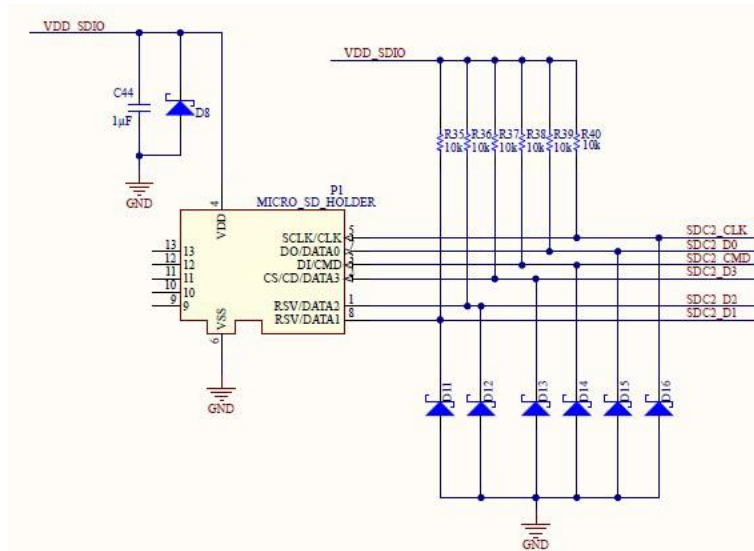 VDD_SDIO
VDD_SDIO
C44
1µF
D8
R35 R36 R37 R38 R39 R40
10k 10k 10k 10k 10k 10k
GND
4
P1
MICRO_SD_HOLDER
VDD
5
SCLK/CLK
SDC2_CLK
13 13
7
DO/DATA0
SDC2_D0
12 12
3
DI/CMD
SDC2_CMD
11 11
CS/CD/DATA3
SDC2_D3
10 10
9 9
RSV/DATA2
1
SDC2_D2
RSV/DATA1
8
SDC2_D1
VSS
6
GND
D11 D12 D13 D14 D15 D16
GND